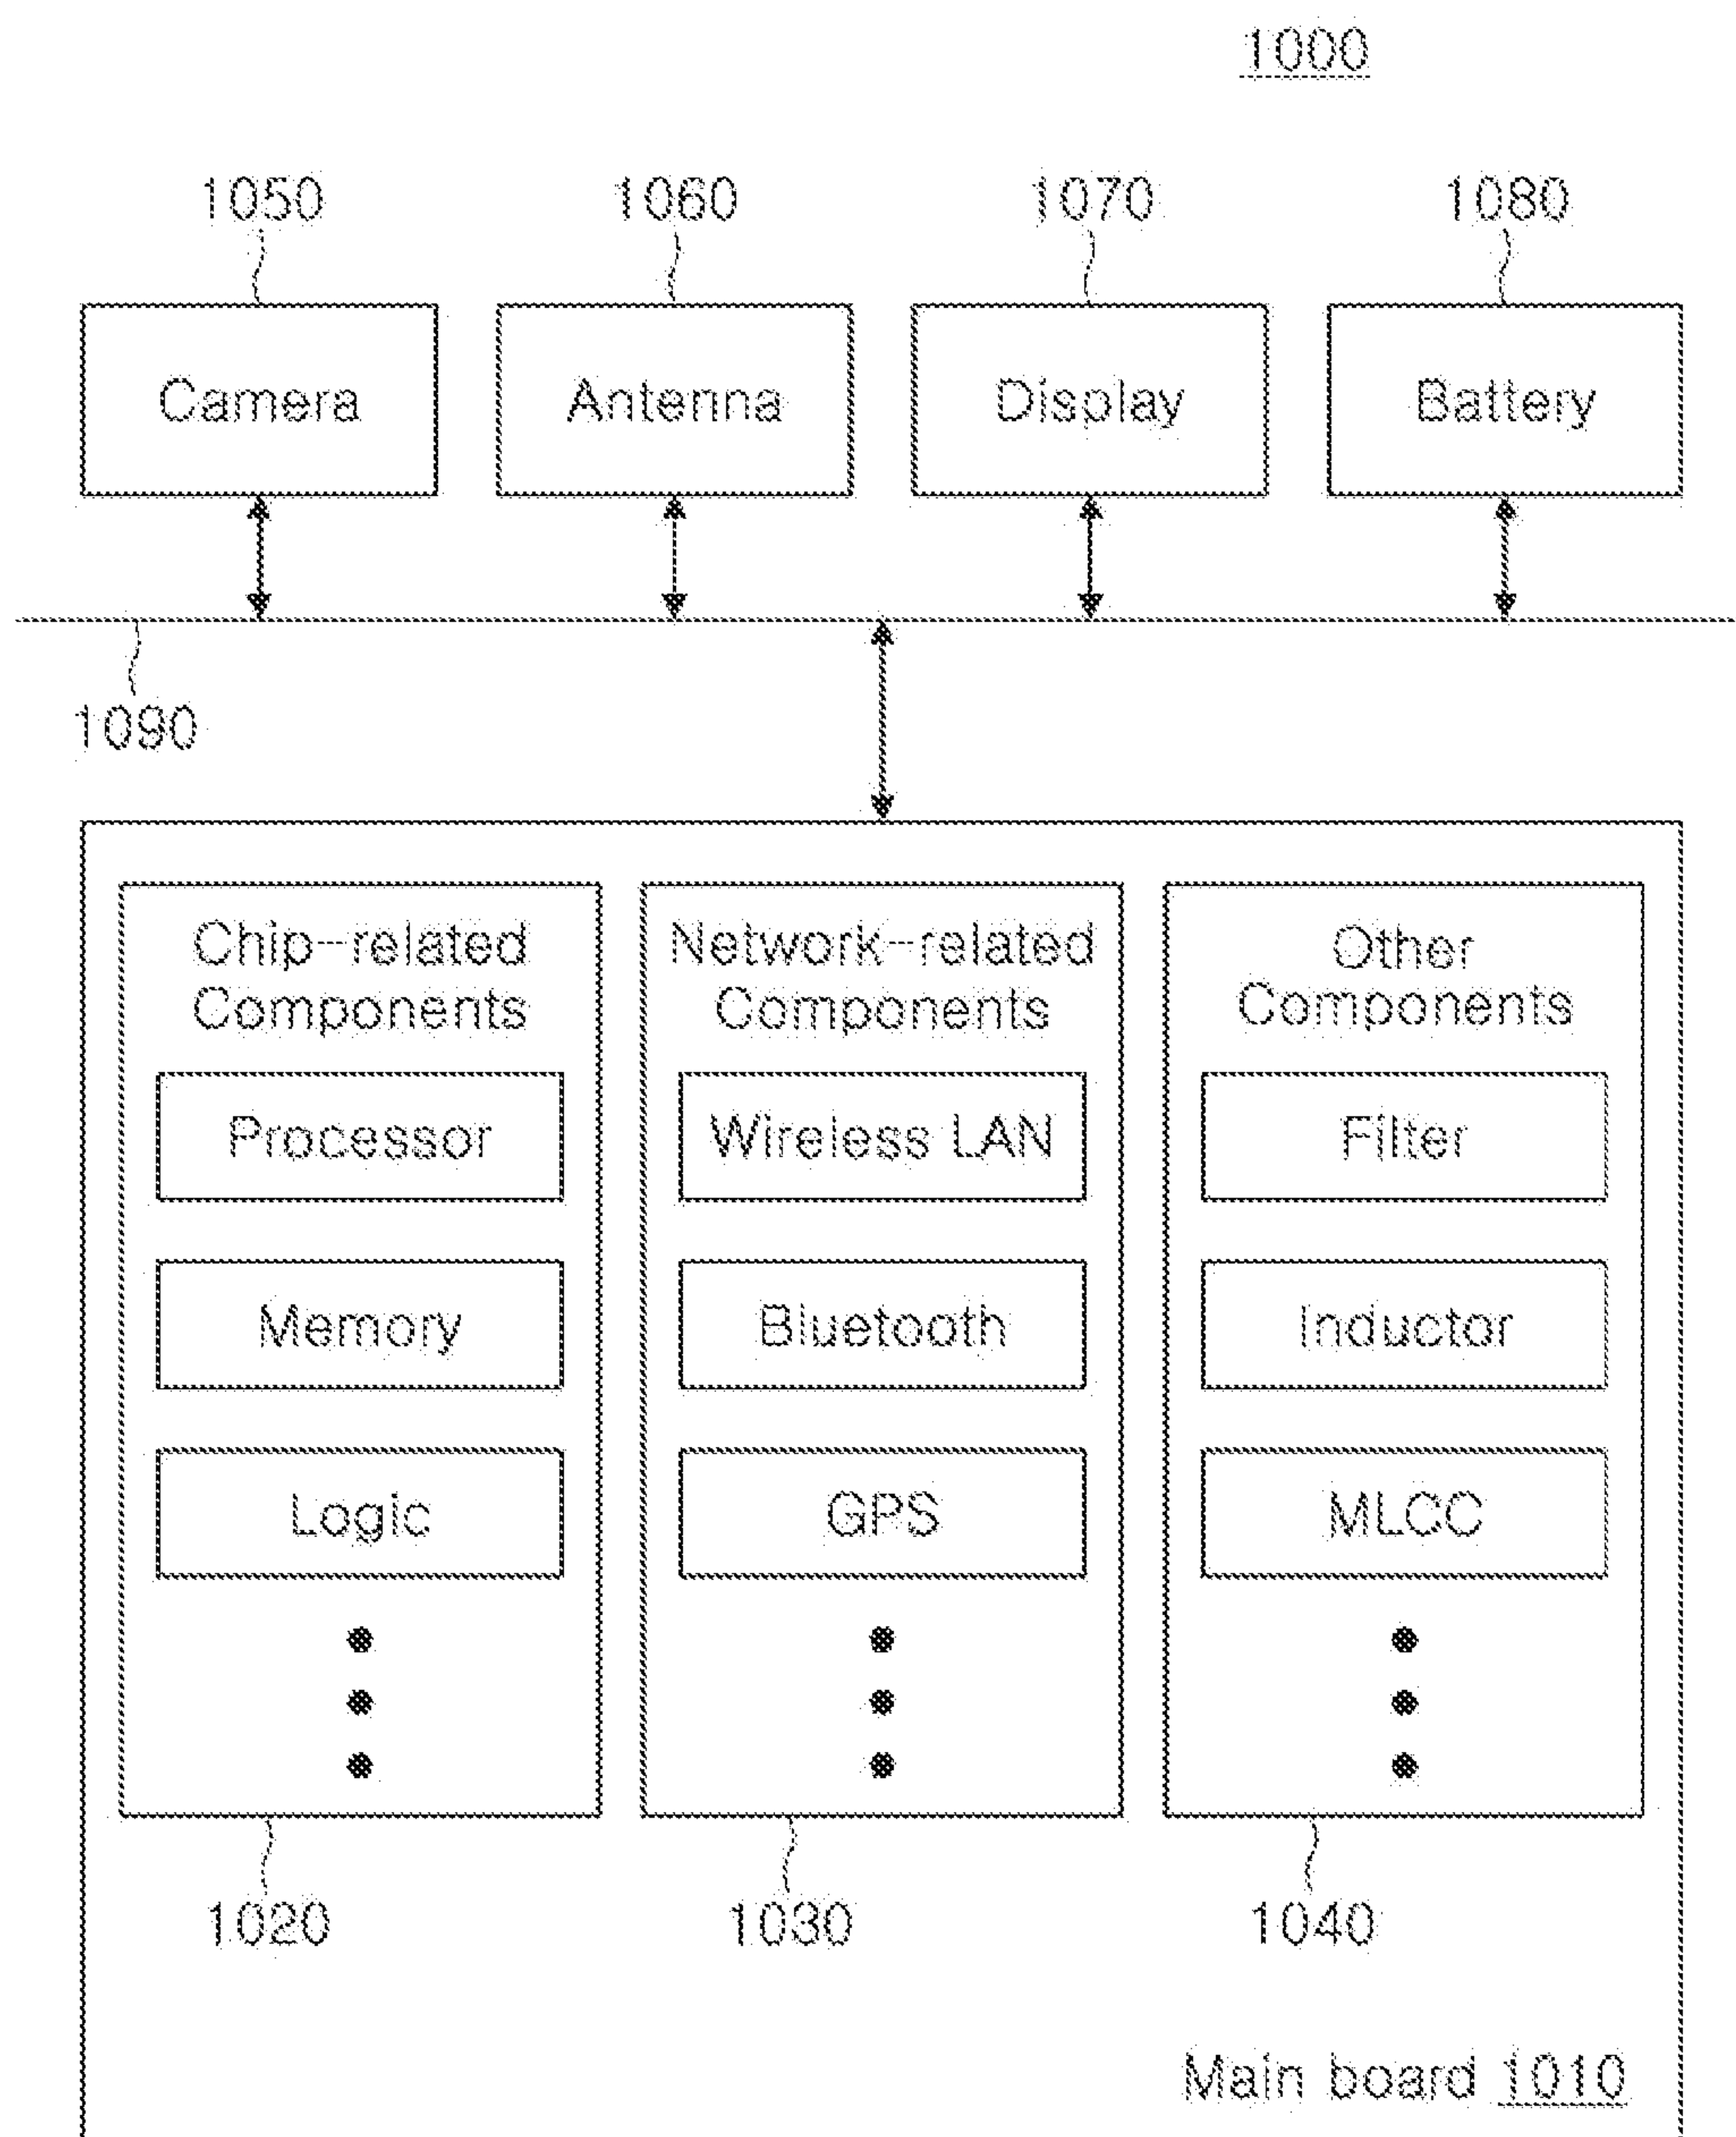 1000
1050
1060
1070
1080
Camera
Antenna
Display
Battery
1090
Chip-related
Components
Processor
Memory
Logic
1020
Network-related
Components
Wireless LAN
Bluetooth
GPS
1030
Other
Components
Filter
Inductor
MLCC
1040
Main board 1010